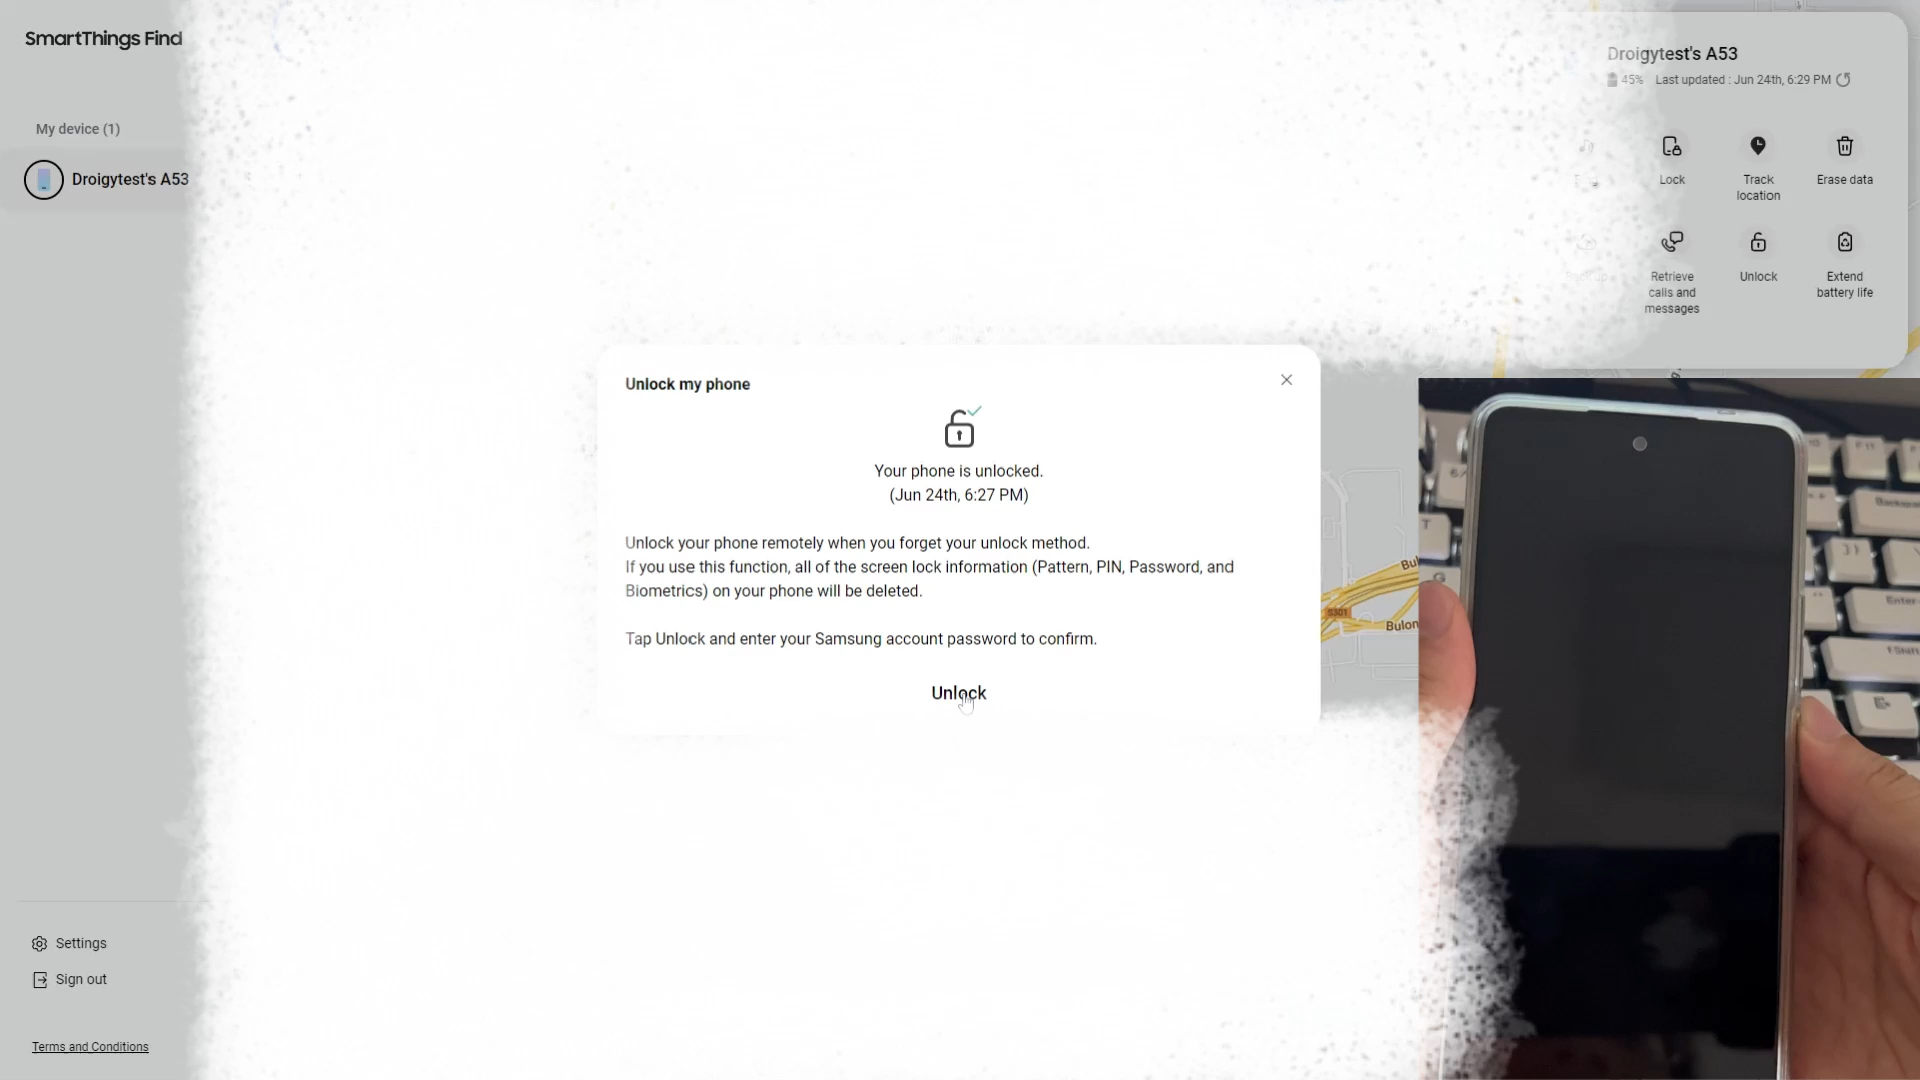 SmartThings Find
My device (1)
Droigytest's A53
Settings
Sign out
Terms and Conditions
Unlock my phone
Your phone is unlocked.
(Jun 24th, 6:27 PM)
Unlock your phone remotely when you forget your unlock method.
If you use this function, all of the screen lock information (Pattern, PIN, Password, and
Biometrics) on your phone will be deleted.
Tap Unlock and enter your Samsung account password to confirm.
Unlock
Droigytest's A53
45% Last updated : Jun 24th, 6:29 PM
Lock
Track
location
Erase data
Retrieve
calls and
messages
Unlock
Extend
battery life
Bulon
Enter